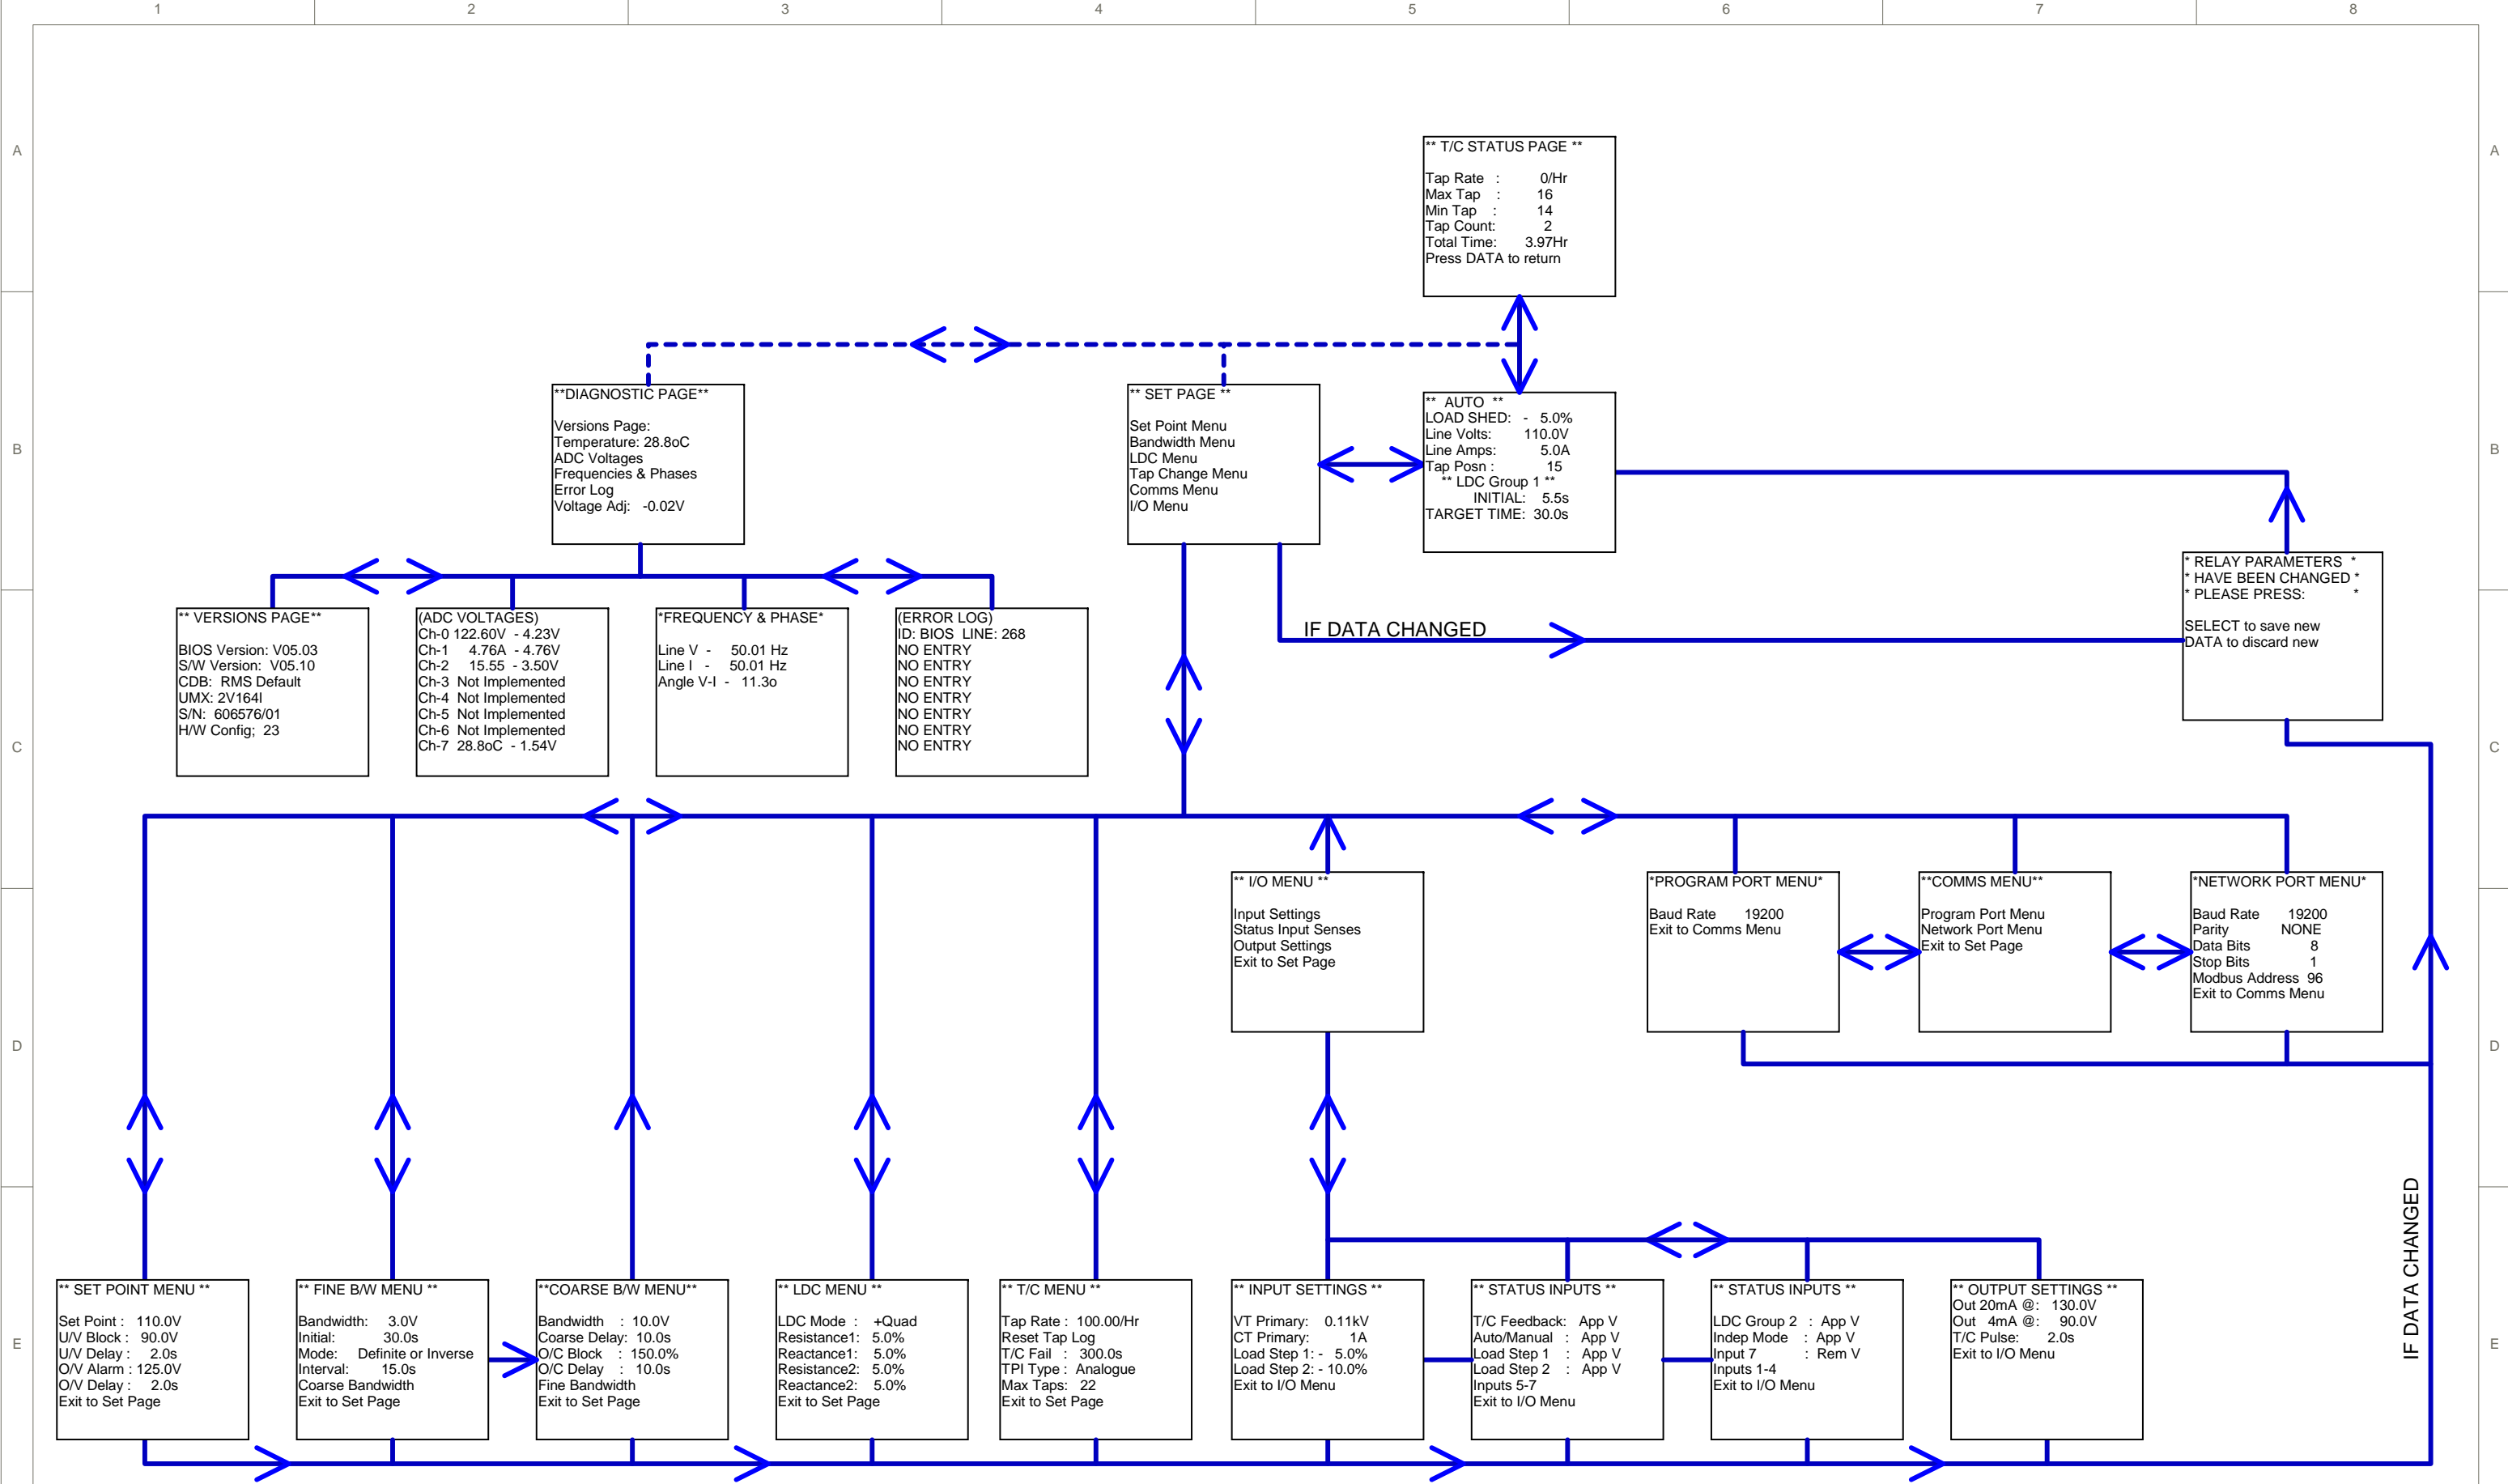 1 2 3 4 5 6 7 8
A A
** T/C STATUS PAGE **
Tap Rate : 0/Hr
Max Tap : 16
Min Tap : 14
Tap Count: 2
Total Time: 3.97Hr
Press DATA to return
B B
**DIAGNOSTIC PAGE**
Versions Page:
Temperature: 28.8oC
ADC Voltages
Frequencies & Phases
Error Log
Voltage Adj: -0.02V
** SET PAGE **
Set Point Menu
Bandwidth Menu
LDC Menu
Tap Change Menu
Comms Menu
I/O Menu
** AUTO **
LOAD SHED: - 5.0%
Line Volts: 110.0V
Line Amps: 5.0A
Tap Posn : 15
** LDC Group 1 **
INITIAL: 5.5s
TARGET TIME: 30.0s
* RELAY PARAMETERS *
* HAVE BEEN CHANGED *
* PLEASE PRESS: *
SELECT to save new
DATA to discard new
IF DATA CHANGED
C C
** VERSIONS PAGE**
BIOS Version: V05.03
S/W Version: V05.10
CDB: RMS Default
UMX: 2V164I
S/N: 606576/01
H/W Config; 23
(ADC VOLTAGES)
Ch-0 122.60V - 4.23V
Ch-1 4.76A - 4.76V
Ch-2 15.55 - 3.50V
Ch-3 Not Implemented
Ch-4 Not Implemented
Ch-5 Not Implemented
Ch-6 Not Implemented
Ch-7 28.8oC - 1.54V
*FREQUENCY & PHASE*
Line V - 50.01 Hz
Line I - 50.01 Hz
Angle V-I - 11.3o
(ERROR LOG)
ID: BIOS LINE: 268
NO ENTRY
NO ENTRY
NO ENTRY
NO ENTRY
NO ENTRY
NO ENTRY
NO ENTRY
D D
** I/O MENU **
Input Settings
Status Input Senses
Output Settings
Exit to Set Page
*PROGRAM PORT MENU*
Baud Rate 19200
Exit to Comms Menu
**COMMS MENU**
Program Port Menu
Network Port Menu
Exit to Set Page
*NETWORK PORT MENU*
Baud Rate 19200
Parity NONE
Data Bits 8
Stop Bits 1
Modbus Address 96
Exit to Comms Menu
IF DATA CHANGED
E E
** SET POINT MENU **
Set Point : 110.0V
U/V Block : 90.0V
U/V Delay : 2.0s
O/V Alarm : 125.0V
O/V Delay : 2.0s
Exit to Set Page
** FINE B/W MENU **
Bandwidth: 3.0V
Initial: 30.0s
Mode: Definite or Inverse
Interval: 15.0s
Coarse Bandwidth
Exit to Set Page
**COARSE B/W MENU**
Bandwidth : 10.0V
Coarse Delay: 10.0s
O/C Block : 150.0%
O/C Delay : 10.0s
Fine Bandwidth
Exit to Set Page
** LDC MENU **
LDC Mode : +Quad
Resistance1: 5.0%
Reactance1: 5.0%
Resistance2: 5.0%
Reactance2: 5.0%
Exit to Set Page
** T/C MENU **
Tap Rate : 100.00/Hr
Reset Tap Log
T/C Fail : 300.0s
TPI Type : Analogue
Max Taps: 22
Exit to Set Page
** INPUT SETTINGS **
VT Primary: 0.11kV
CT Primary: 1A
Load Step 1: - 5.0%
Load Step 2: - 10.0%
Exit to I/O Menu
** STATUS INPUTS **
T/C Feedback: App V
Auto/Manual : App V
Load Step 1 : App V
Load Step 2 : App V
Inputs 5-7
Exit to I/O Menu
** STATUS INPUTS **
LDC Group 2 : App V
Indep Mode : App V
Input 7 : Rem V
Inputs 1-4
Exit to I/O Menu
** OUTPUT SETTINGS **
Out 20mA @: 130.0V
Out 4mA @: 90.0V
T/C Pulse: 2.0s
Exit to I/O Menu